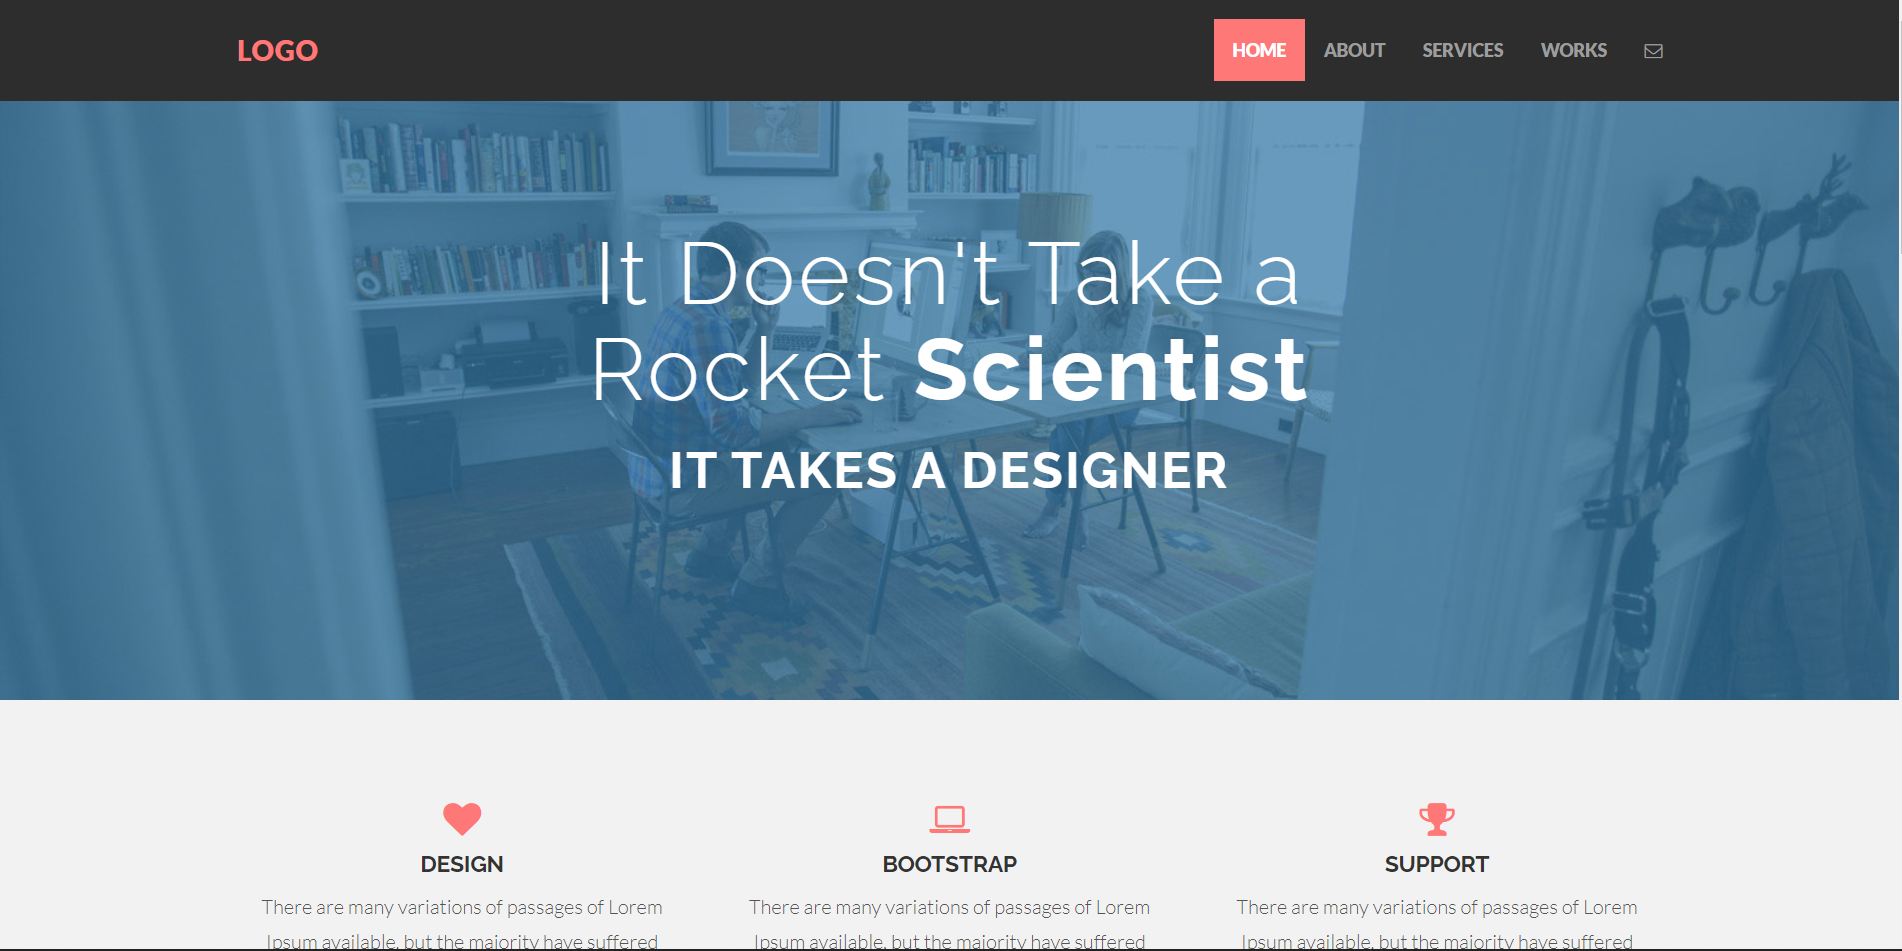 LOGO
HOME ABOUT SERVICES WORKS
It Doesn't Take a
Rocket Scientist
IT TAKES A DESIGNER
DESIGN
There are many variations of passages of Lorem
Ipsum available, but the majority have suffered
BOOTSTRAP
There are many variations of passages of Lorem
Ipsum available, but the majority have suffered
SUPPORT
There are many variations of passages of Lorem
Ipsum available, but the majority have suffered